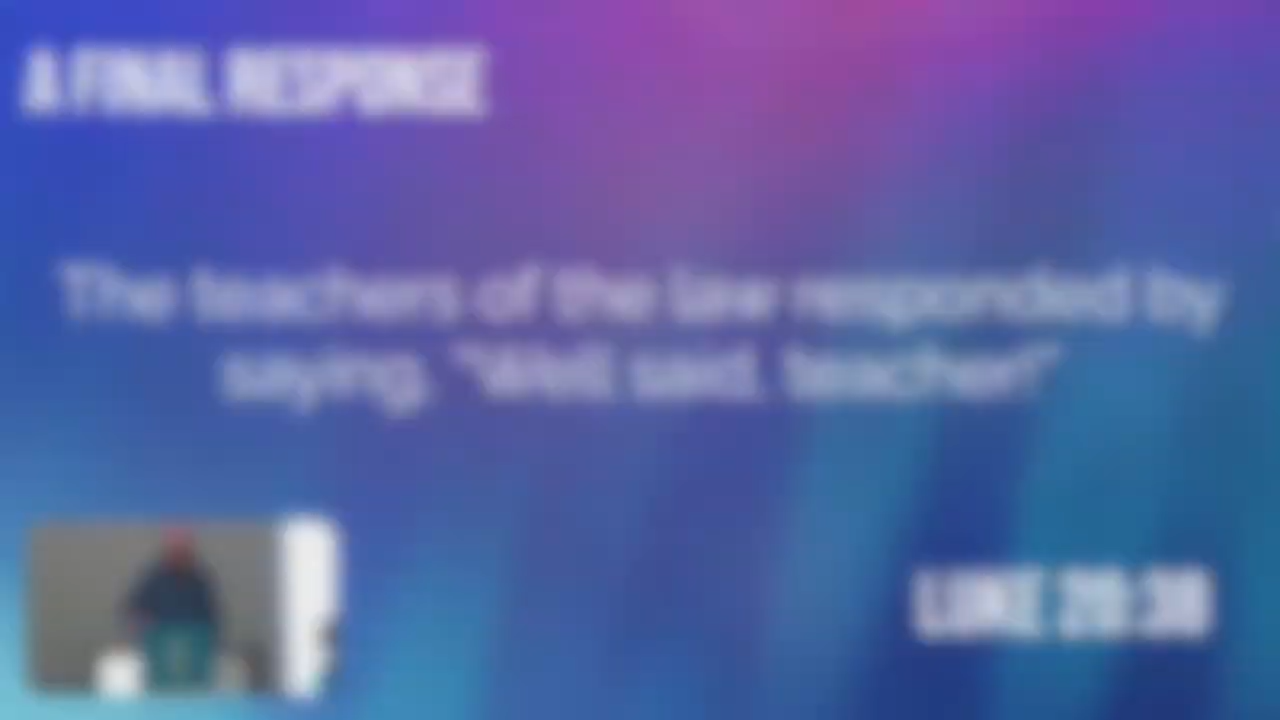 A FINAL RESPONSE
The teachers of the law responded by
saying, "Well said, teacher!"
LUKE